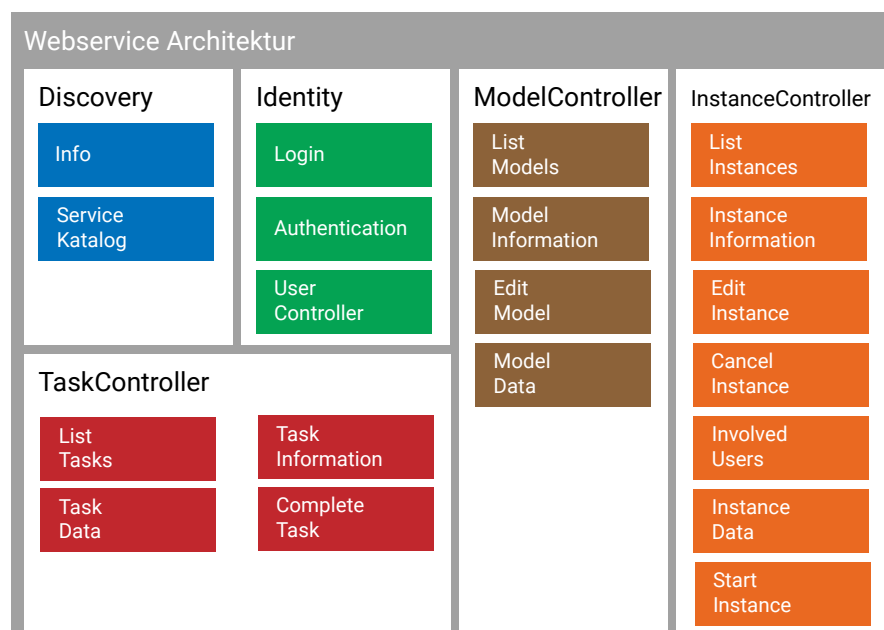 Webservice Architektur
Discovery
Info
Service
Katalog
Identity
Login
Authentication
User
Controller
ModelController
List
Models
Model
Information
Edit
Model
Model
Data
InstanceController
List
Instances
Instance
Information
Edit
Instance
Cancel
Instance
Involved
Users
Instance
Data
Start
Instance
TaskController
List
Tasks
Task
Information
Task
Data
Complete
Task